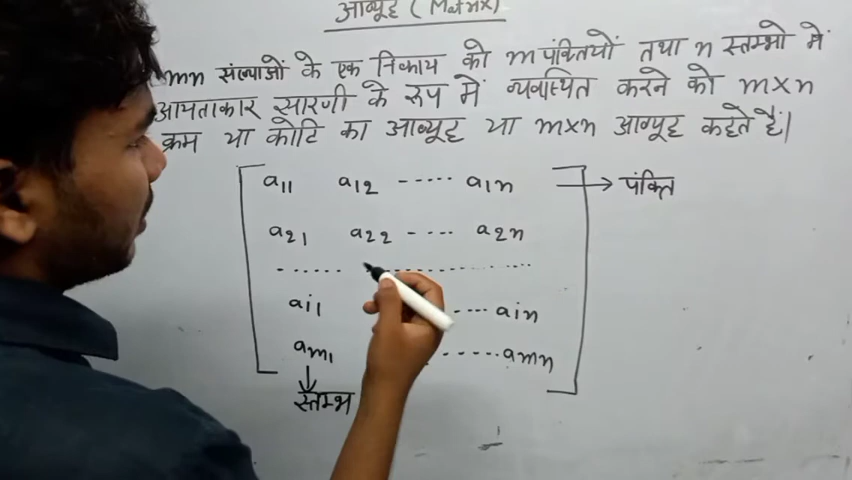 आव्यूह (Matrix)
mn संख्याओं के एक निकाय को m पंक्तियों तथा n स्तम्भो में
आयताकार सारणी के रूप में व्यवस्थित करने को m×n
क्रम या कोटि का आव्यूह या m×n आव्यूह कहते हैं।
a11 a12 ----- a1n → पंक्ति
a21 a22 ---- a2n
ai1 ---- ain
am1 ------ amn
स्तम्भ